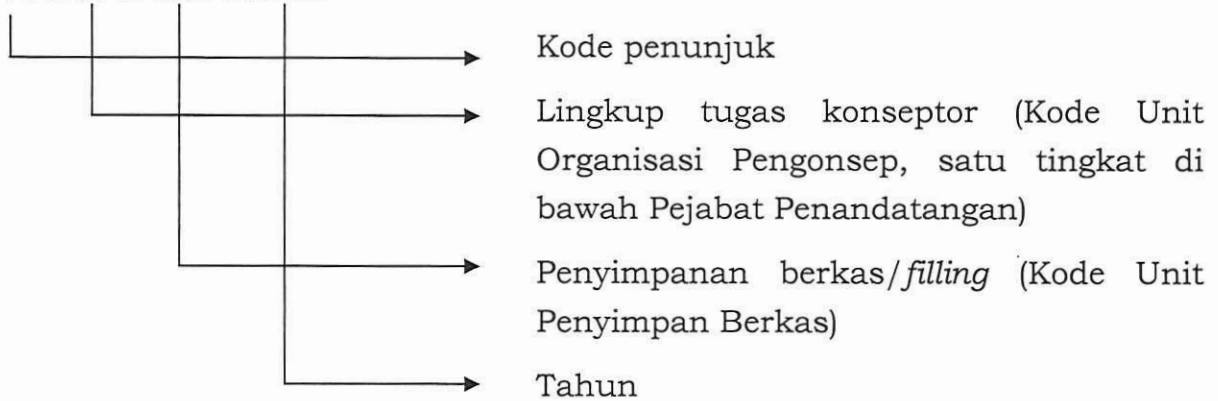 Kode penunjuk
Lingkup tugas konseptor (Kode Unit
Organisasi Pengonsep, satu tingkat di
bawah Pejabat Penandatangan)
Penyimpanan berkas/filling (Kode Unit
Penyimpan Berkas)
Tahun